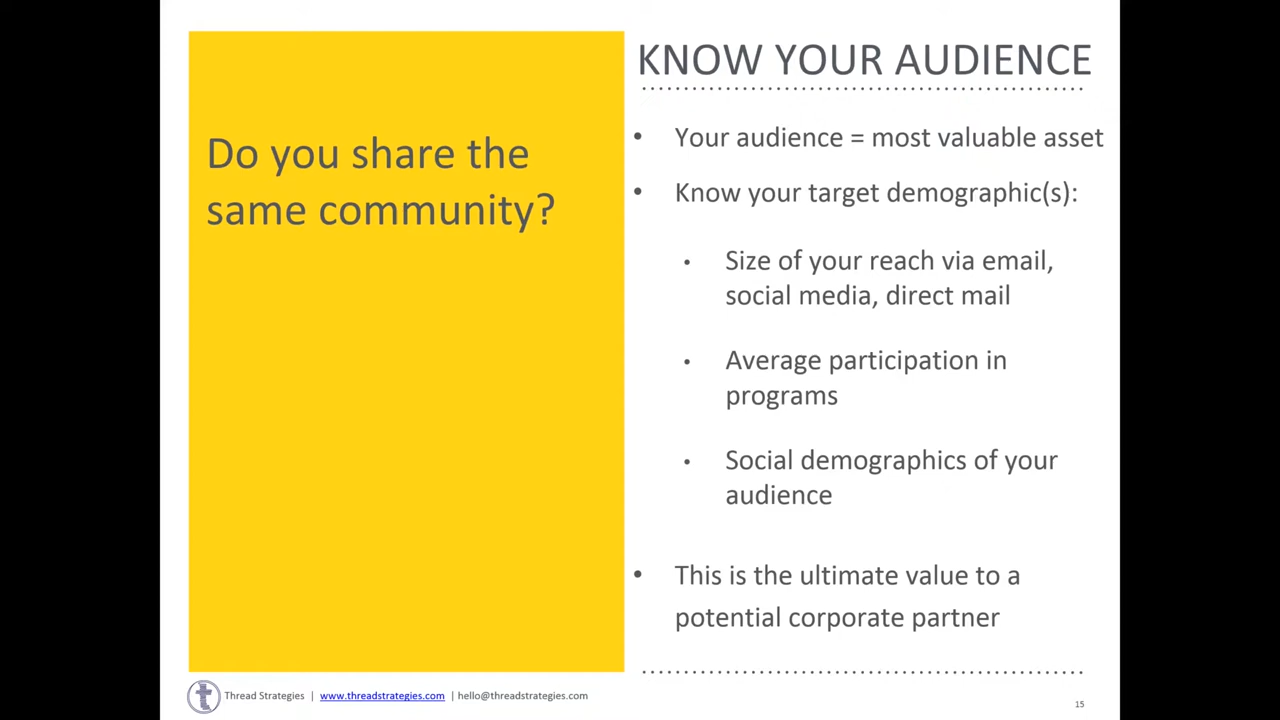 Do you share the
same community?
KNOW YOUR AUDIENCE
• Your audience = most valuable asset
• Know your target demographic(s):
• Size of your reach via email,
social media, direct mail
• Average participation in
programs
• Social demographics of your
audience
• This is the ultimate value to a
potential corporate partner
t Thread Strategies | www.threadstrategies.com | hello@threadstrategies.com
15